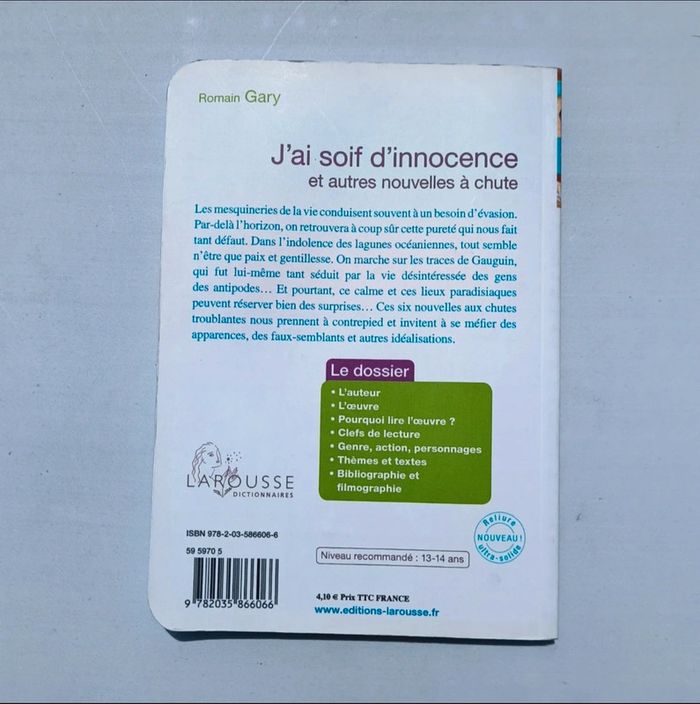 Romain Gary
J'ai soif d'innocence
et autres nouvelles à chute
Les mesquineries de la vie conduisent souvent à un besoin d'évasion.
Par-delà l'horizon, on retrouvera à coup sûr cette pureté qui nous fait
tant défaut. Dans l'indolence des lagunes océaniennes, tout semble
n'être que paix et gentillesse. On marche sur les traces de Gauguin,
qui fut lui-même tant séduit par la vie désintéressée des gens
des antipodes… Et pourtant, ce calme et ces lieux paradisiaques
peuvent réserver bien des surprises… Ces six nouvelles aux chutes
troublantes nous prennent à contrepied et invitent à se méfier des
apparences, des faux-semblants et autres idéalisations.
Le dossier
• L'auteur
• L'œuvre
• Pourquoi lire l'œuvre ?
• Clefs de lecture
• Genre, action, personnages
• Thèmes et textes
• Bibliographie et
filmographie
LAROUSSE
DICTIONNAIRES
Reliure
NOUVEAU !
ultra-solide
ISBN 978-2-03-586606-6
59 5970 5
Niveau recommandé : 13-14 ans
9 782035 866066
4,10 € Prix TTC FRANCE
www.editions-larousse.fr